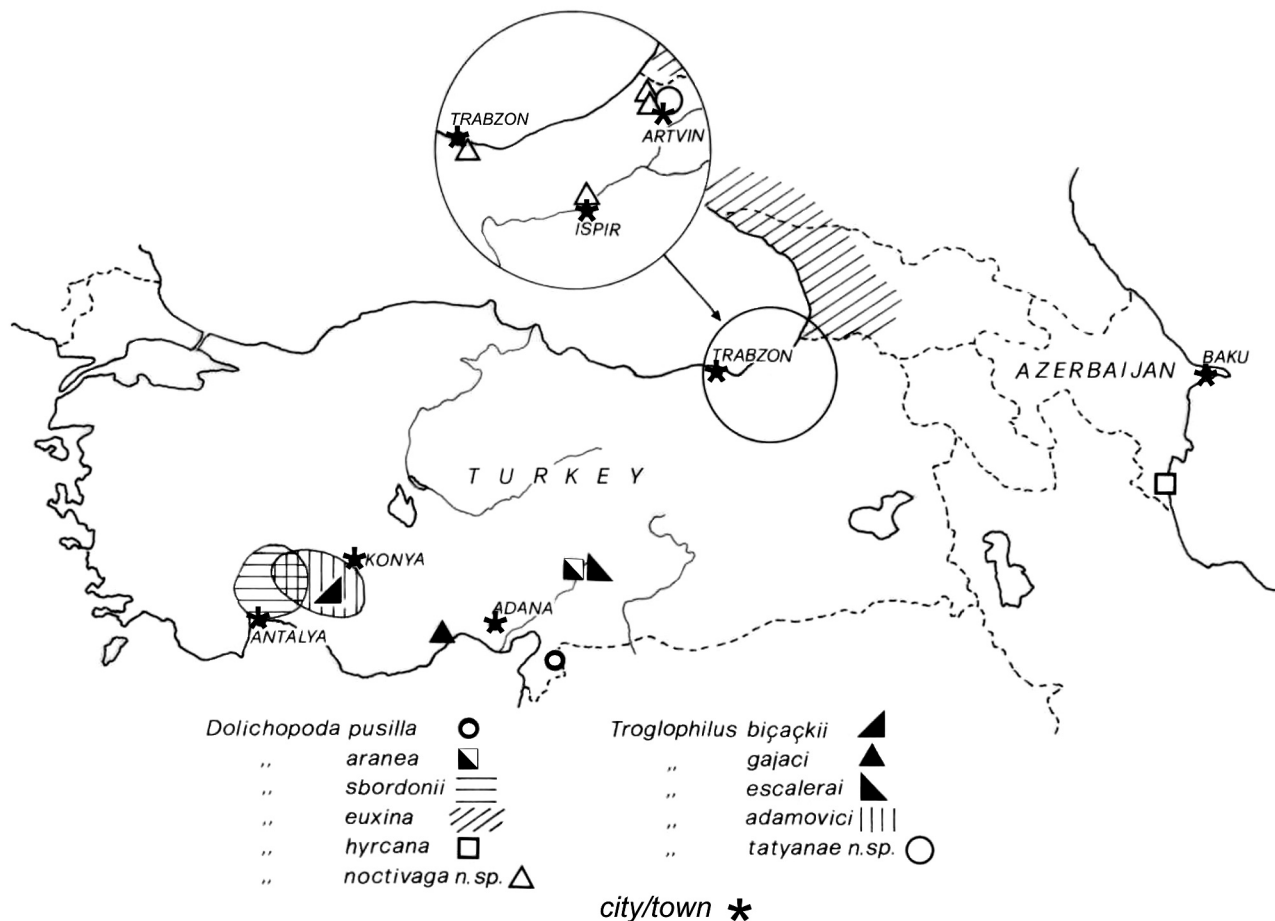 TRABZON
ARTVIN
ISPIR
TRABZON
AZERBAIJAN
BAKU
TURKEY
KONYA
ADANA
ANTALYA
Dolichopoda pusilla
,, aranea
,, sbordonii
,, euxina
,, hyrcana
,, noctivaga n.sp.
Troglophilus biçaçkii
,, gajaci
,, escalerai
,, adamovici
,, tatyanae n.sp.
city/town